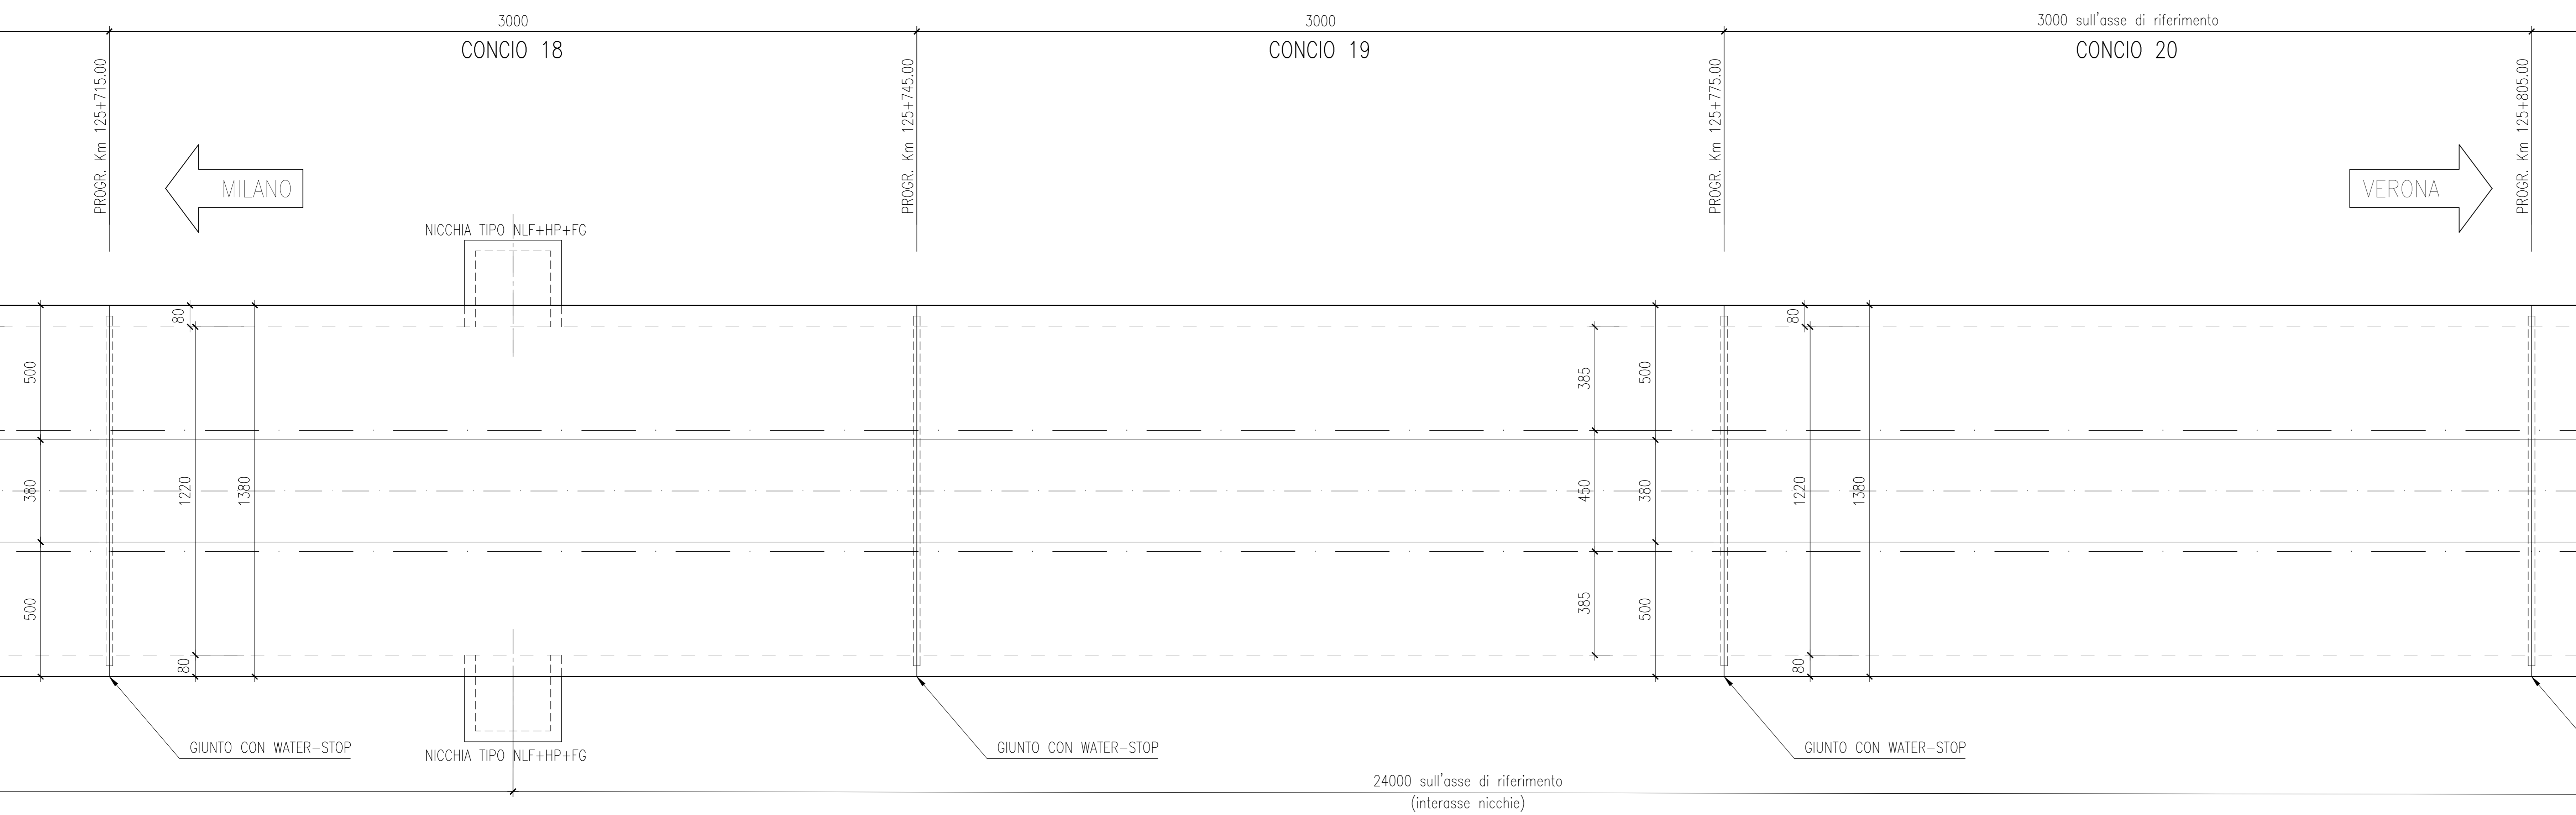 3000
3000
3000 sull'asse di riferimento
CONCIO 18
CONCIO 19
CONCIO 20
PROGR. Km 125+715.00
PROGR. Km 125+745.00
PROGR. Km 125+775.00
PROGR. Km 125+805.00
MILANO
VERONA
NICCHIA TIPO NLF+HP+FG
80
80
500
385
500
380
1220
1380
450
380
1220
1380
500
385
500
80
80
GIUNTO CON WATER-STOP
NICCHIA TIPO NLF+HP+FG
GIUNTO CON WATER-STOP
GIUNTO CON WATER-STOP
24000 sull'asse di riferimento
(interasse nicchie)